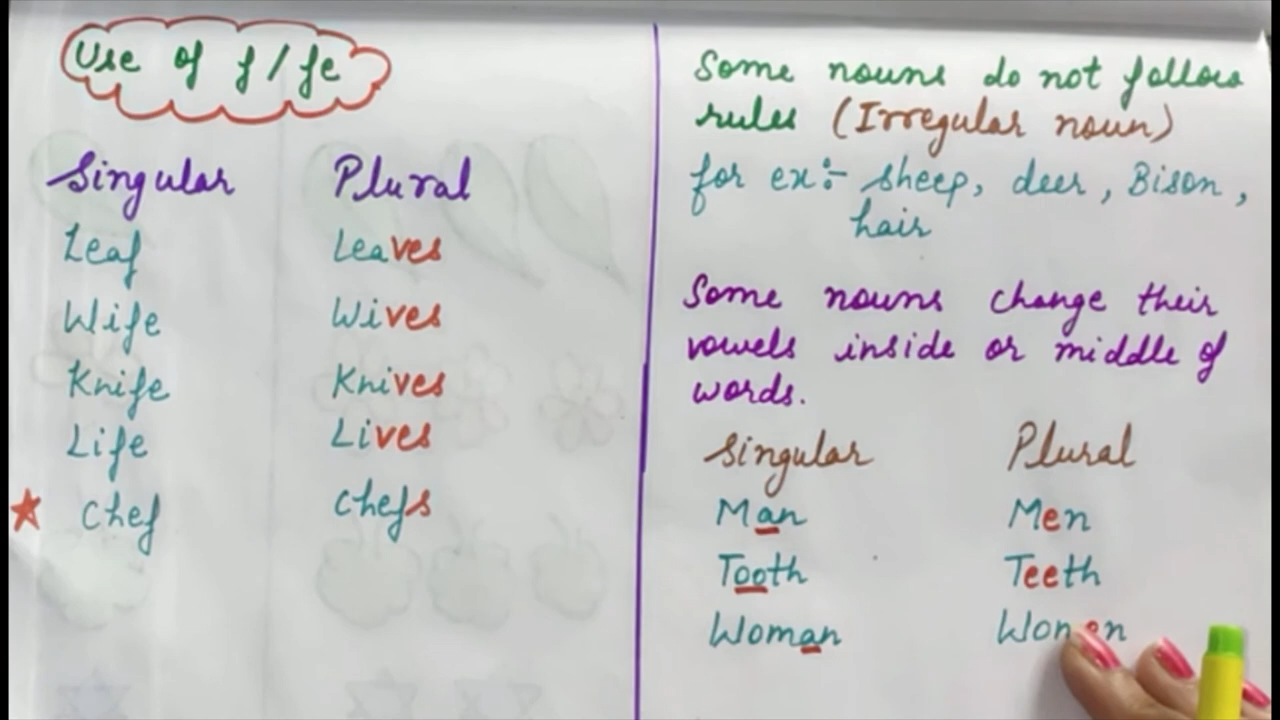 Use of f/fe
Singular Plural
Leaf Leaves
Wife Wives
Knife Knives
Life Lives
Chef Chefs
Some nouns do not follow
rules (Irregular noun)
for ex:- sheep, deer, Bison,
hair
Some nouns change their
vowels inside or middle of
words.
Singular Plural
Man Men
Tooth Teeth
Woman